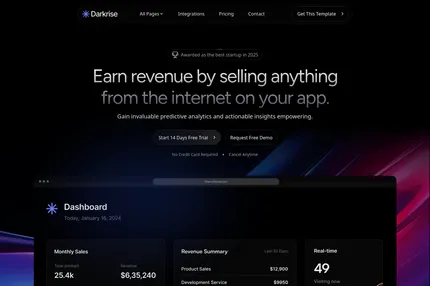 Darkrise
All Pages
Integrations
Pricing
Contact
Get This Template
Awarded as the best startup in 2025
Earn revenue by selling anything
from the internet on your app.
Gain invaluable predictive analytics and actionable insights empowering.
Start 14 Days Free Trial
Request Free Demo
No Credit Card Required
Cancel Anytime
Dashboard
Today, January 16, 2024
Monthly Sales
Revenue
25.4k
$6,35,240
Revenue Summary
Last 30 Days
Product Sales
$12,900
Development Service
$9950
Real-time
49
Visiting now